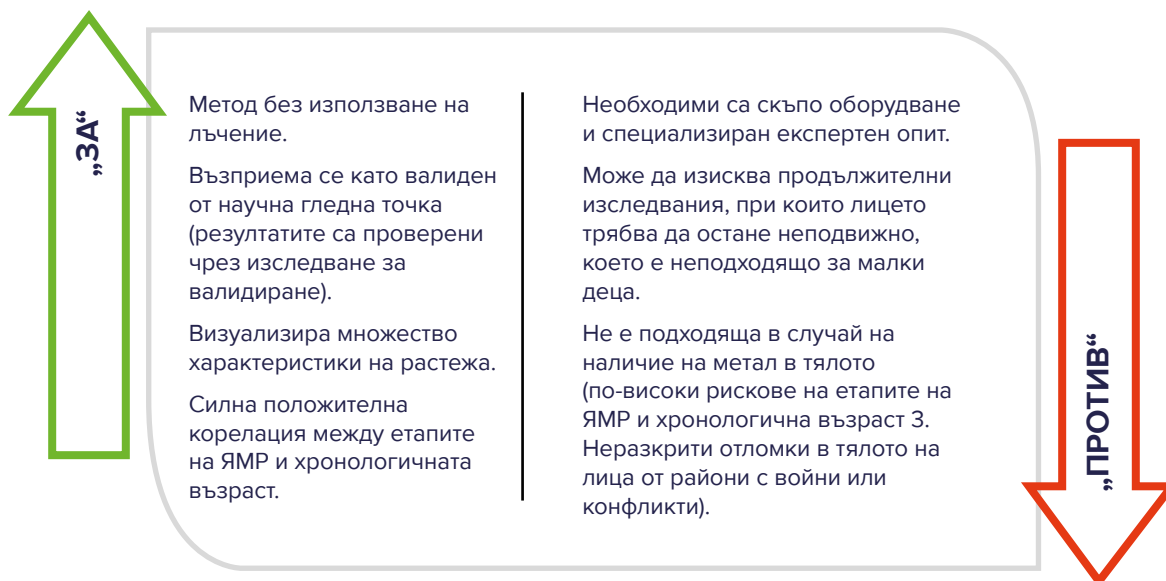 „ЗА“
Метод без използване на
лъчение.
Възприема се като валиден
от научна гледна точка
(резултатите са проверени
чрез изследване за
валидиране).
Визуализира множество
характеристики на растежа.
Силна положителна
корелация между етапите
на ЯМР и хронологичната
възраст.
Необходими са скъпо оборудване
и специализиран експертен опит.
Може да изисква продължителни
изследвания, при които лицето
трябва да остане неподвижно,
което е неподходящо за малки
деца.
Не е подходяща в случай на
наличие на метал в тялото
(по-високи рискове на етапите на
ЯМР и хронологична възраст 3.
Неразкрити отломки в тялото на
лица от райони с войни или
конфликти).
„ПРОТИВ“